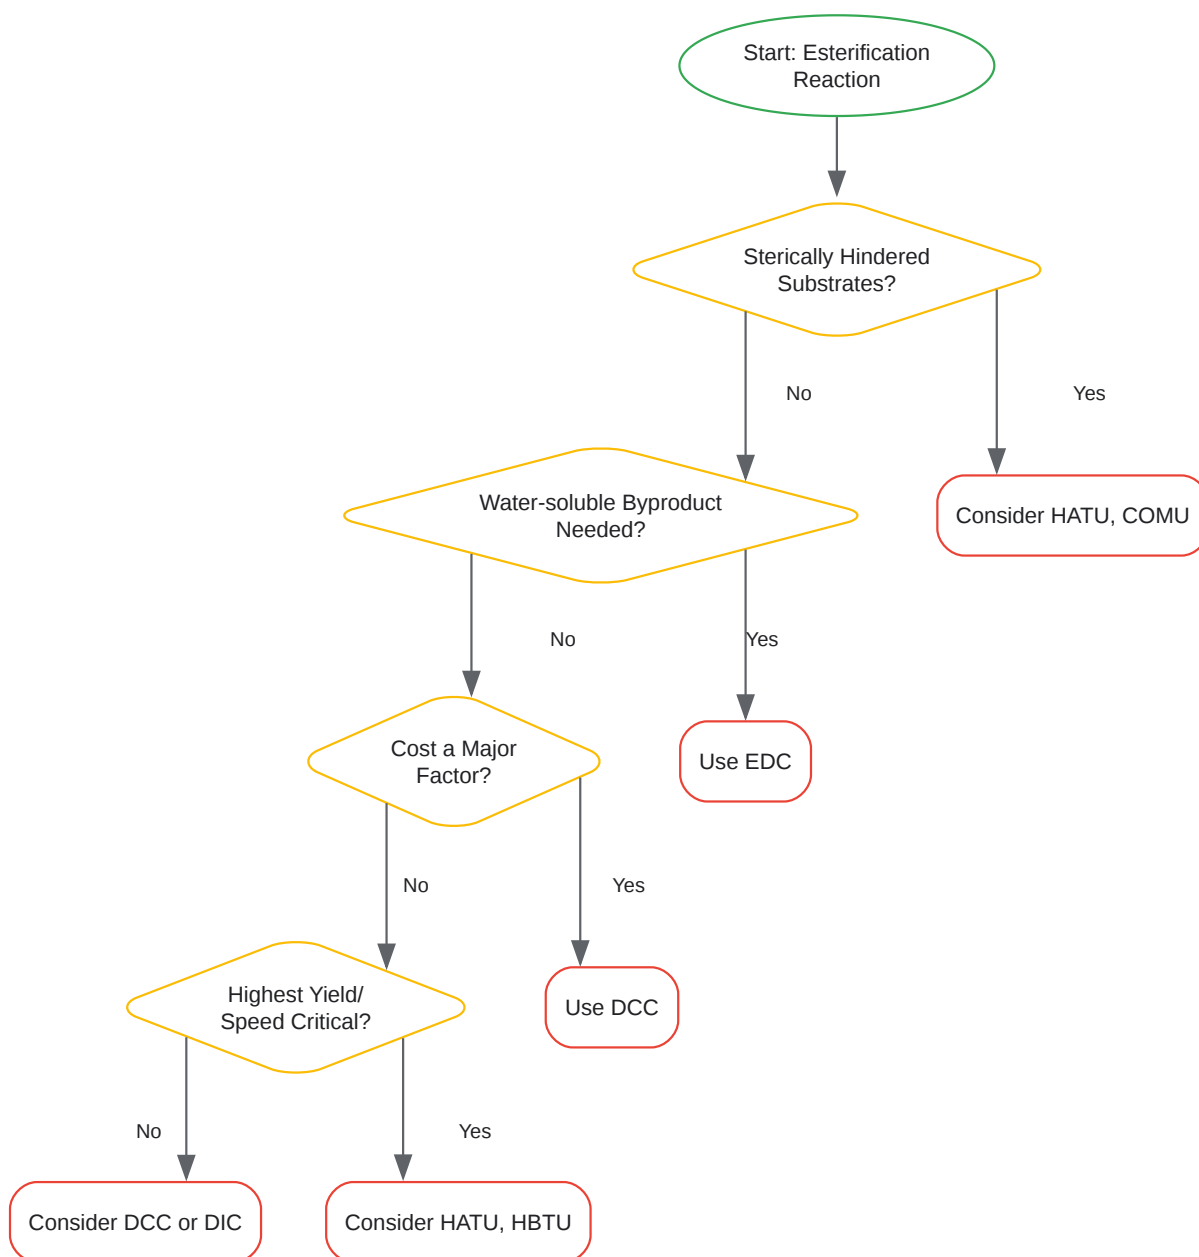 Start: Esterification
Reaction
Sterically Hindered
Substrates?
No
Yes
Water-soluble Byproduct
Needed?
Consider HATU, COMU
No
Yes
Cost a Major
Factor?
Use EDC
No
Yes
Highest Yield/
Speed Critical?
Use DCC
No
Yes
Consider DCC or DIC
Consider HATU, HBTU